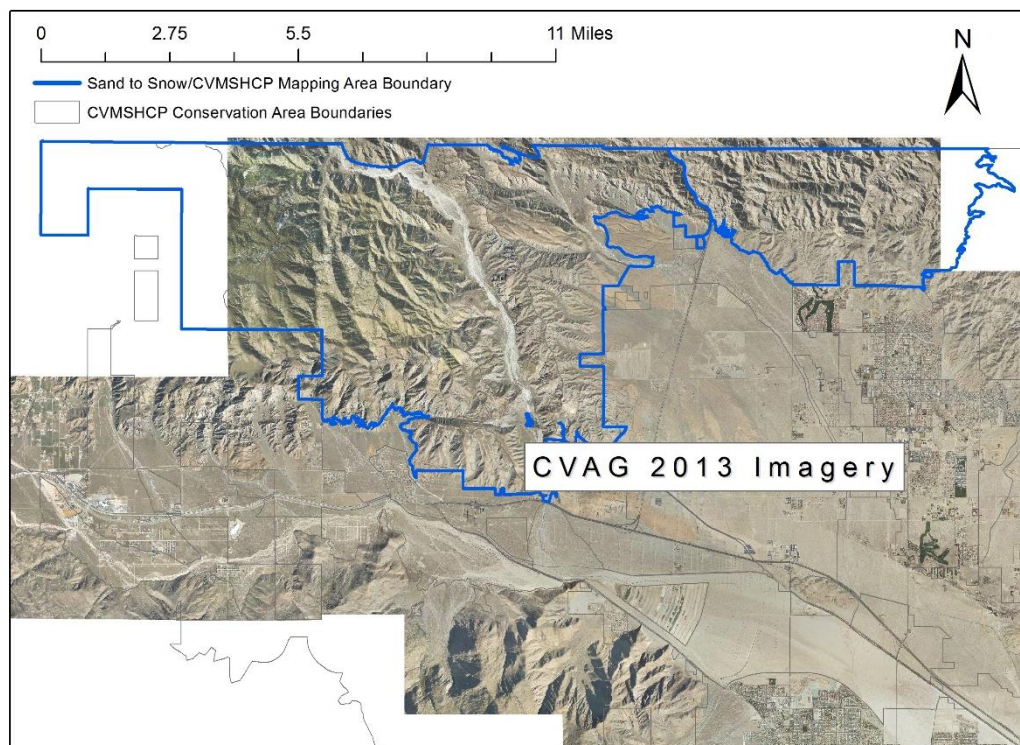 0 2.75 5.5 11 Miles
Sand to Snow/CVMSHCP Mapping Area Boundary
CVMSHCP Conservation Area Boundaries
N
CVAG 2013 Imagery